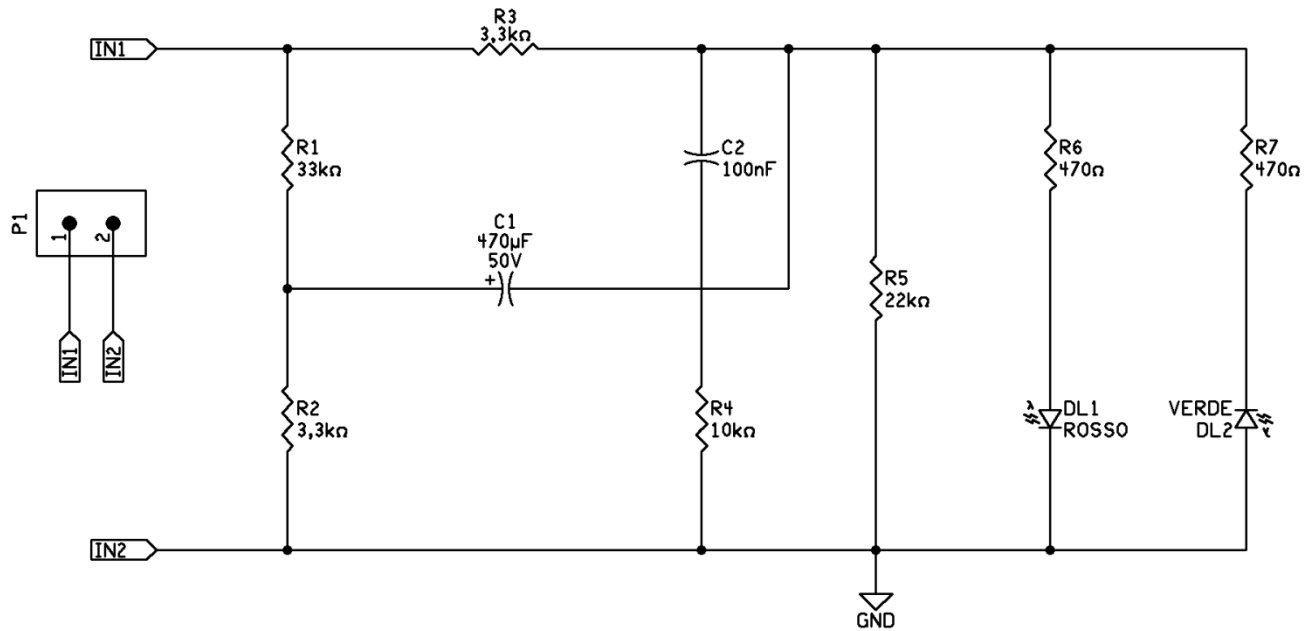 IN1
R3
3,3kΩ
R1
33kΩ
C2
100nF
R6
470Ω
R7
470Ω
P1
1
2
C1
470µF
50V
+
R5
22kΩ
IN1
IN2
R2
3,3kΩ
R4
10kΩ
DL1
ROSSO
VERDE
DL2
IN2
GND